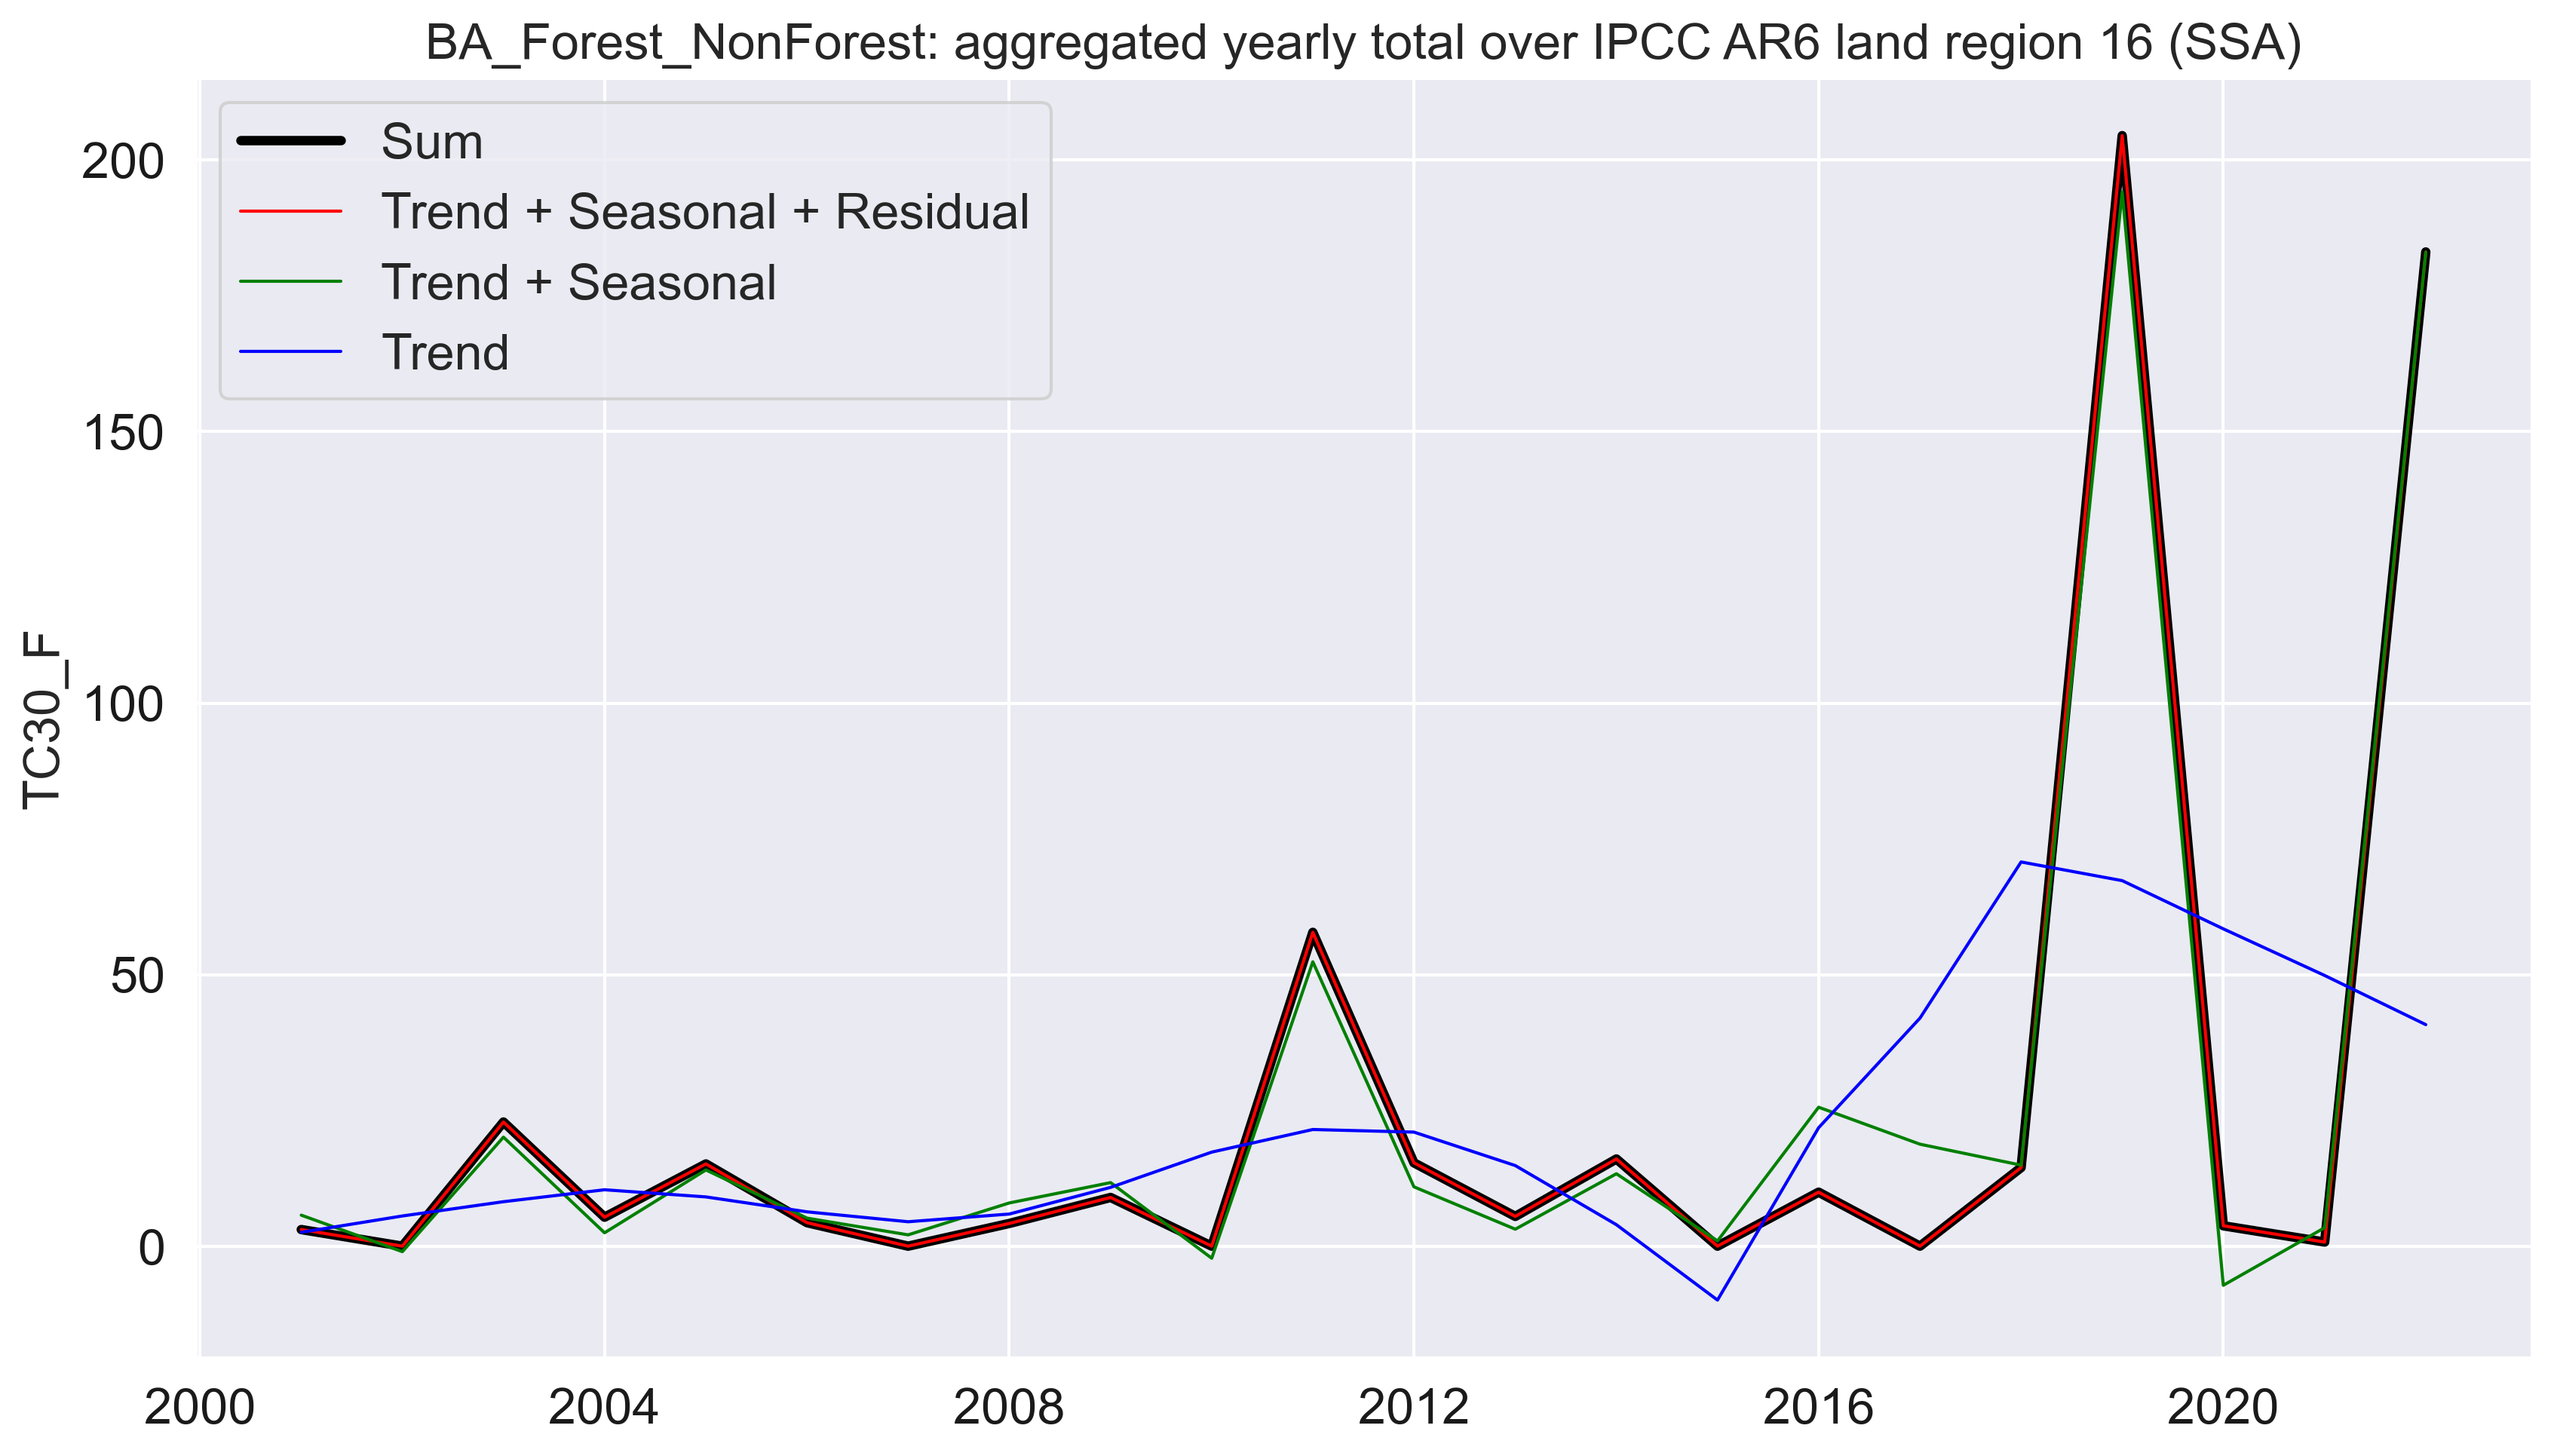 BA_Forest_NonForest: aggregated yearly total over IPCC AR6 land region 16 (SSA)
Sum
Trend + Seasonal + Residual
Trend + Seasonal
Trend
TC30_F
200
150
100
50
0
2000
2004
2008
2012
2016
2020